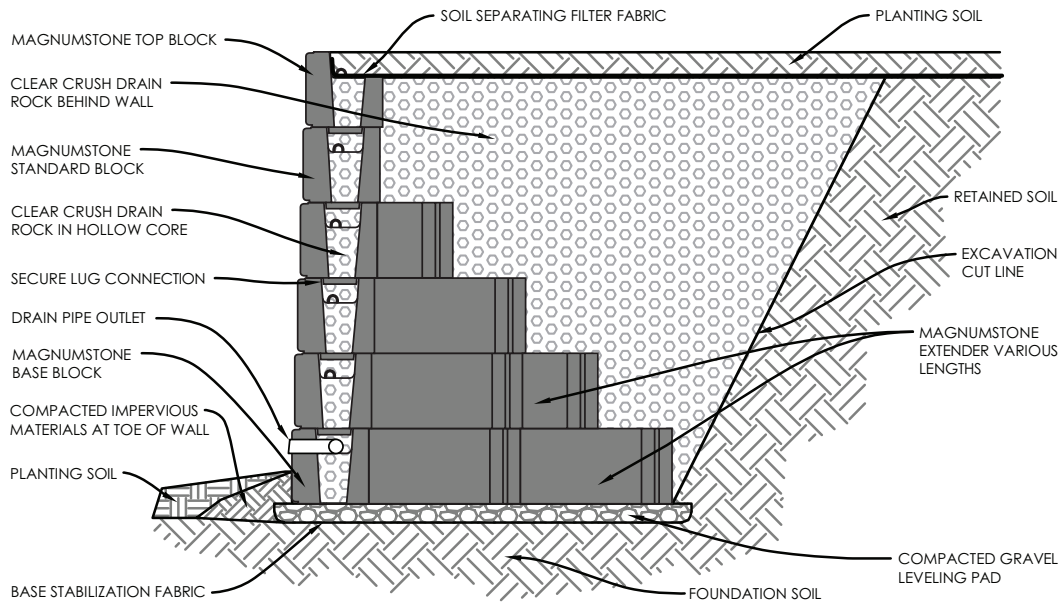 SOIL SEPARATING FILTER FABRIC
PLANTING SOIL
MAGNUMSTONE TOP BLOCK
CLEAR CRUSH DRAIN
ROCK BEHIND WALL
MAGNUMSTONE
STANDARD BLOCK
CLEAR CRUSH DRAIN
ROCK IN HOLLOW CORE
SECURE LUG CONNECTION
DRAIN PIPE OUTLET
MAGNUMSTONE
BASE BLOCK
COMPACTED IMPERVIOUS
MATERIALS AT TOE OF WALL
PLANTING SOIL
BASE STABILIZATION FABRIC
RETAINED SOIL
EXCAVATION
CUT LINE
MAGNUMSTONE
EXTENDER VARIOUS
LENGTHS
COMPACTED GRAVEL
LEVELING PAD
FOUNDATION SOIL